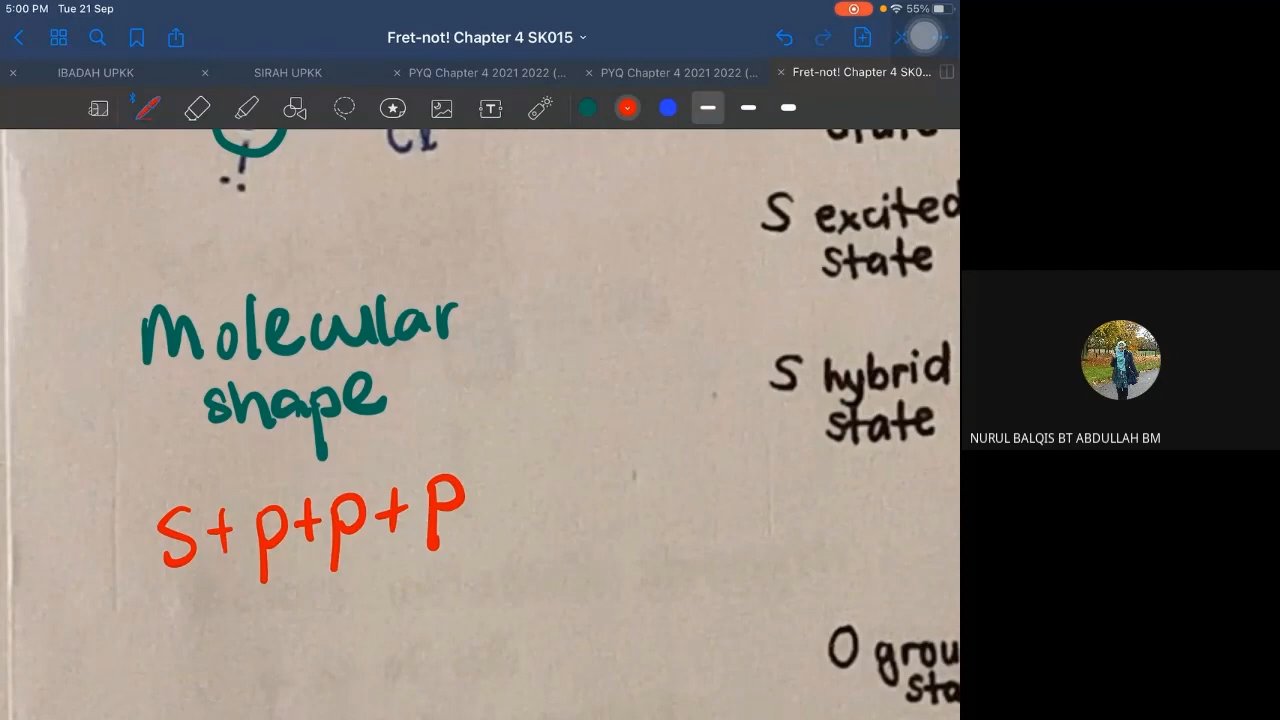 5:00 PM Tue 21 Sep
55%
Fret-not! Chapter 4 SK015
IBADAH UPKK
SIRAH UPKK
PYQ Chapter 4 2021 2022 (...
PYQ Chapter 4 2021 2022 (...
Fret-not! Chapter 4 SK0...
Cl
state
S excited
state
Molecular
shape
S hybrid
state
S+p+p+p
O grou
sta
NURUL BALQIS BT ABDULLAH BM